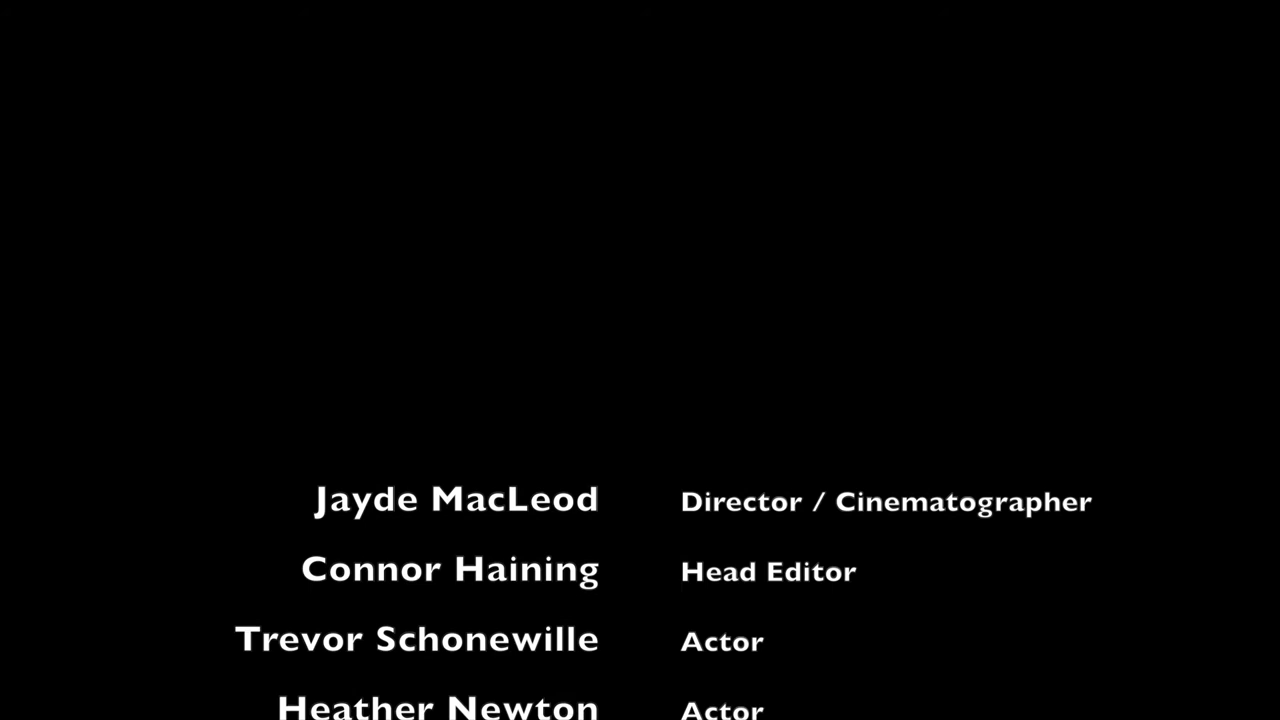 Jayde MacLeod Director / Cinematographer
Connor Haining Head Editor
Trevor Schonewille Actor
Heather Newton Actor